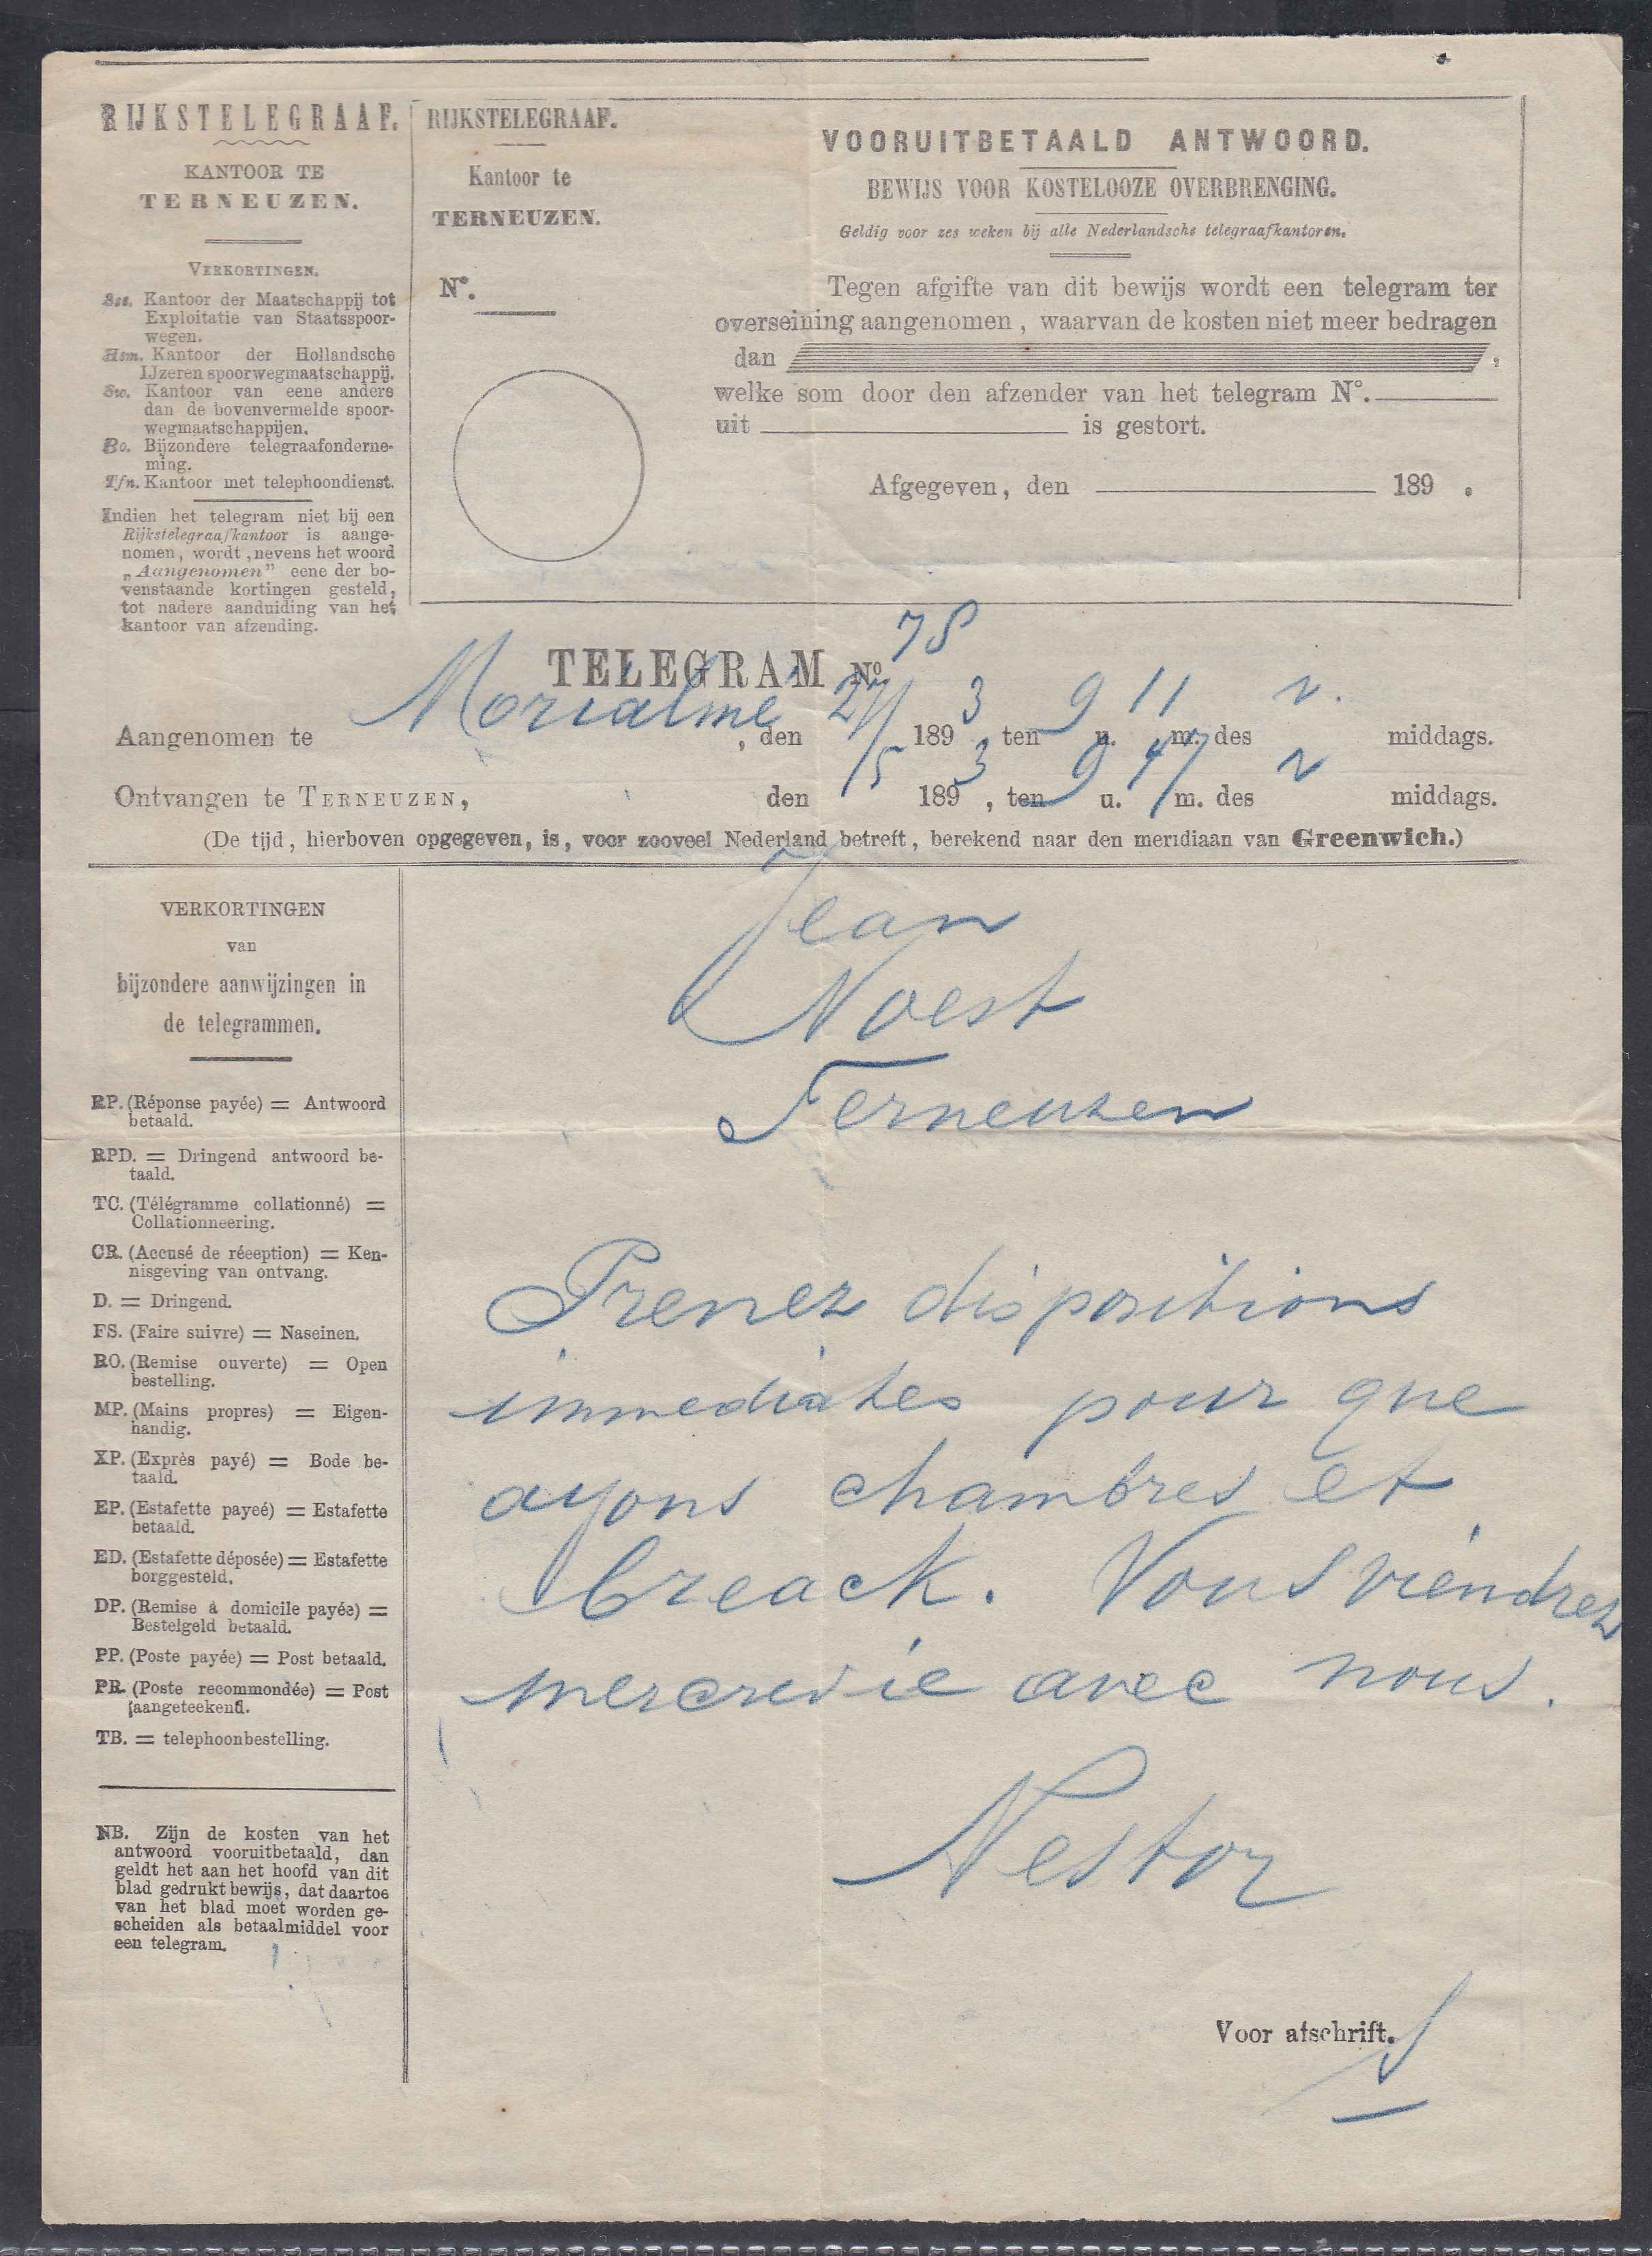 RIJKSTELEGRAAF.
KANTOOR TE
TERNEUZEN.
VERKORTINGEN.
Sss. Kantoor der Maatschappij tot
Exploitatie van Staatsspoor-
wegen.
Hsm. Kantoor der Hollandsche
IJzeren spoorwegmaatschappij.
Sw. Kantoor van eene andere
dan de bovenvermelde spoor-
wegmaatschappijen.
Bo. Bijzondere telegraafonderne-
ming.
Tfn. Kantoor met telephoondienst.
Indien het telegram niet bij een
Rijkstelegraafkantoor is aange-
nomen, wordt, nevens het woord
„Aangenomen” eene der bo-
venstaande kortingen gesteld,
tot nadere aanduiding van het
kantoor van afzending.
RIJKSTELEGRAAF.
Kantoor te
TERNEUZEN.
No.
VOORUITBETAALD ANTWOORD.
BEWIJS VOOR KOSTELOOZE OVERBRENGING.
Geldig voor zes weken bij alle Nederlandsche telegraafkantoren.
Tegen afgifte van dit bewijs wordt een telegram ter
overseining aangenomen, waarvan de kosten niet meer bedragen
dan ,
welke som door den afzender van het telegram No.
uit is gestort.
Afgegeven, den 189 .
TELEGRAM No 78
Aangenomen te Morialmé, den 27/5 1893 ten 9 u. 11 m. des v. middags.
Ontvangen te TERNEUZEN, den 1893, ten 9 u. 47 m. des v middags.
(De tijd, hierboven opgegeven, is, voor zooveel Nederland betreft, berekend naar den meridiaan van Greenwich.)
VERKORTINGEN
van
bijzondere aanwijzingen in
de telegrammen.
RP. (Réponse payée) = Antwoord
betaald.
RPD. = Dringend antwoord be-
taald.
TC. (Télégramme collationné) =
Collationneering.
CR. (Accusé de réeeption) = Ken-
nisgeving van ontvang.
D. = Dringend.
FS. (Faire suivre) = Naseinen.
RO. (Remise ouverte) = Open
bestelling.
MP. (Mains propres) = Eigen-
handig.
XP. (Exprès payé) = Bode be-
taald.
EP. (Estafette payeé) = Estafette
betaald.
ED. (Estafette déposée) = Estafette
borggesteld.
DP. (Remise à domicile payée) =
Bestelgeld betaald.
PP. (Poste payée) = Post betaald.
PR. (Poste recommondée) = Post
aangeteekend.
TB. = telephoonbestelling.
NB. Zijn de kosten van het
antwoord vooruitbetaald, dan
geldt het aan het hoofd van dit
blad gedrukt bewijs, dat daartoe
van het blad moet worden ge-
scheiden als betaalmiddel voor
een telegram.
Jean
Noest
Terneuzen
Prenez dispositions
immediates pour que
ayons chambres et
breack. Vous viendrez
mercredie avec nous.
Nestor
Voor afschrift.